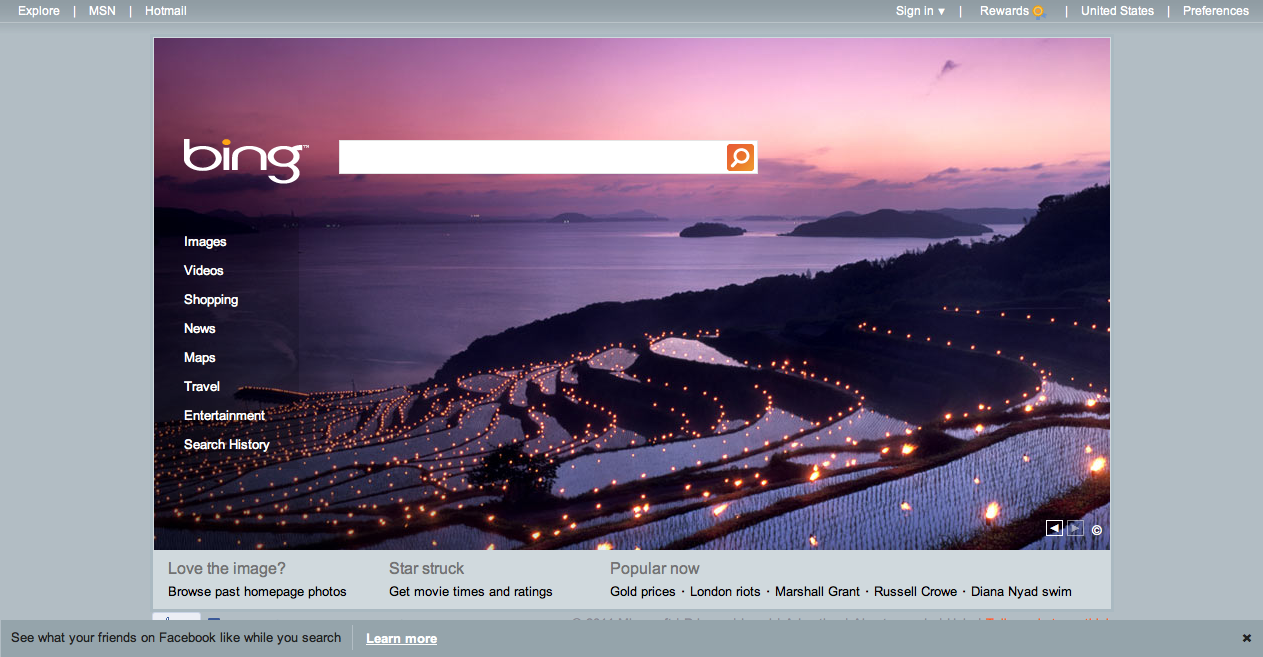 Explore | MSN | Hotmail Sign in ▼ | Rewards | United States | Preferences
bing™
Images
Videos
Shopping
News
Maps
Travel
Entertainment
Search History
◄ ► ©
Love the image? Star struck Popular now
Browse past homepage photos Get movie times and ratings Gold prices · London riots · Marshall Grant · Russell Crowe · Diana Nyad swim
See what your friends on Facebook like while you search Learn more ×